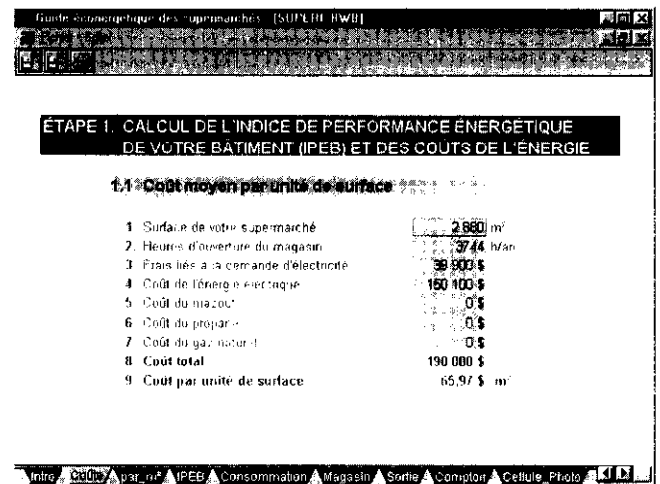 Guide énonergetique des supermarchés [SUPERF.RWB]
ÉTAPE 1. CALCUL DE L'INDICE DE PERFORMANCE ÉNERGÉTIQUE
DE VOTRE BÂTIMENT (IPEB) ET DES COÛTS DE L'ÉNERGIE
1.1 Coût moyen par unité de surface
1 Surface de votre supermarché 2 880 m²
2. Heures d'ouverture du magasin 3744 h/an
3 Frais liés à la demande d'électricité 39 900 $
4 Coût de l'énergie électrique 150 100 $
5 Coût du mazout 0 $
6 Coût du propane 0 $
7 Coût du gaz naturel 0 $
8 Coût total 190 000 $
9 Coût par unité de surface 65,97 $ m²
Intro Coûts par_m² IPEB Consommation Magasin Sortie Comptoir Cellule_Photo